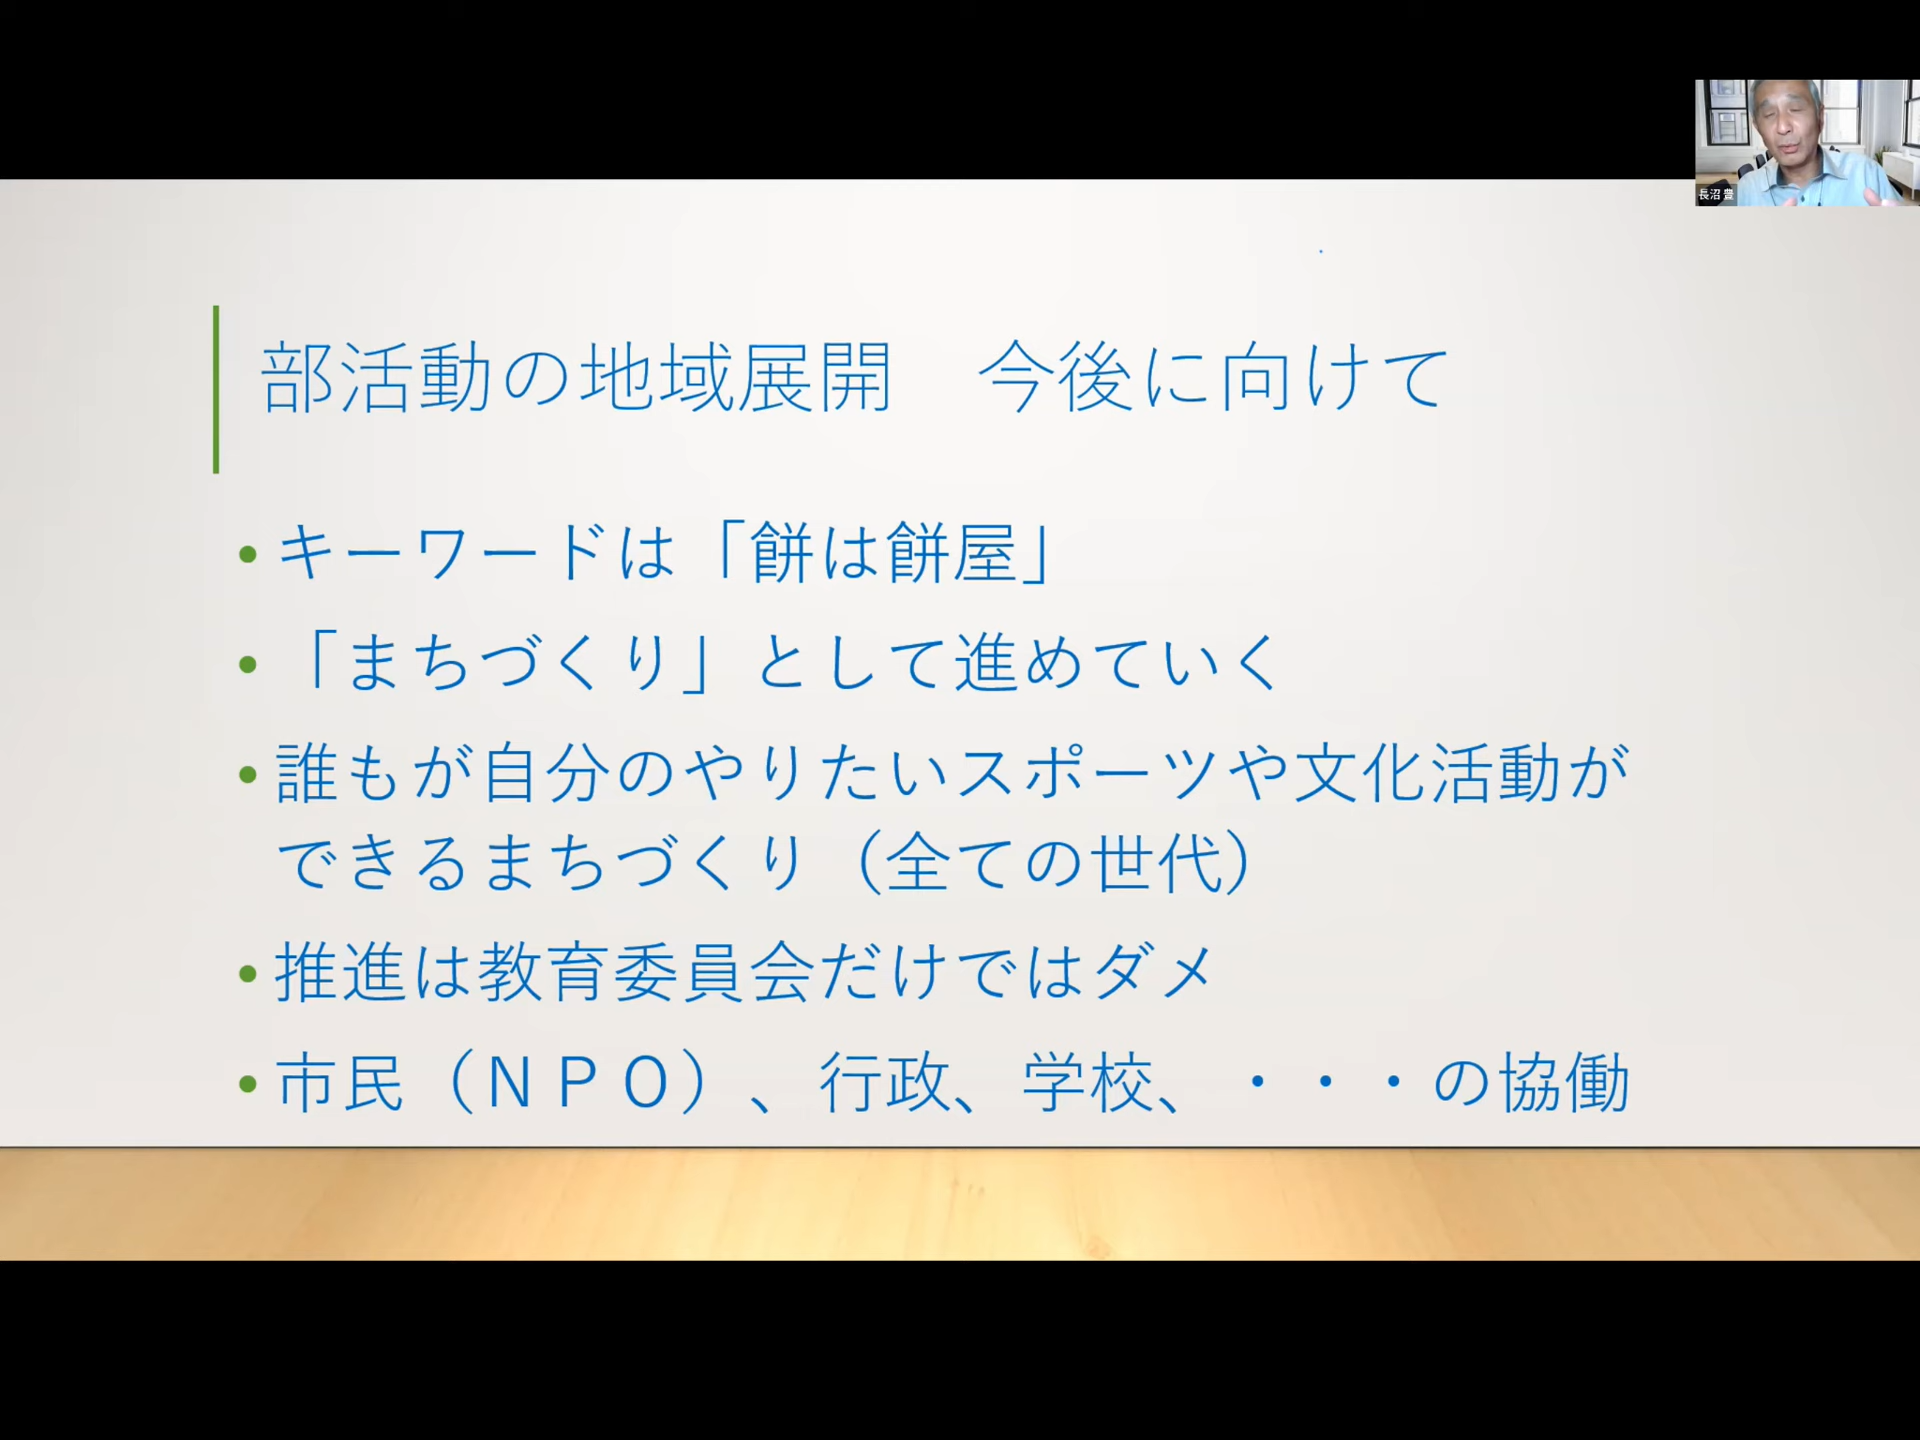 長沼 豊
部活動の地域展開　今後に向けて
• キーワードは「餅は餅屋」
• 「まちづくり」として進めていく
• 誰もが自分のやりたいスポーツや文化活動が
できるまちづくり（全ての世代）
• 推進は教育委員会だけではダメ
• 市民（ＮＰＯ）、行政、学校、・・・の協働